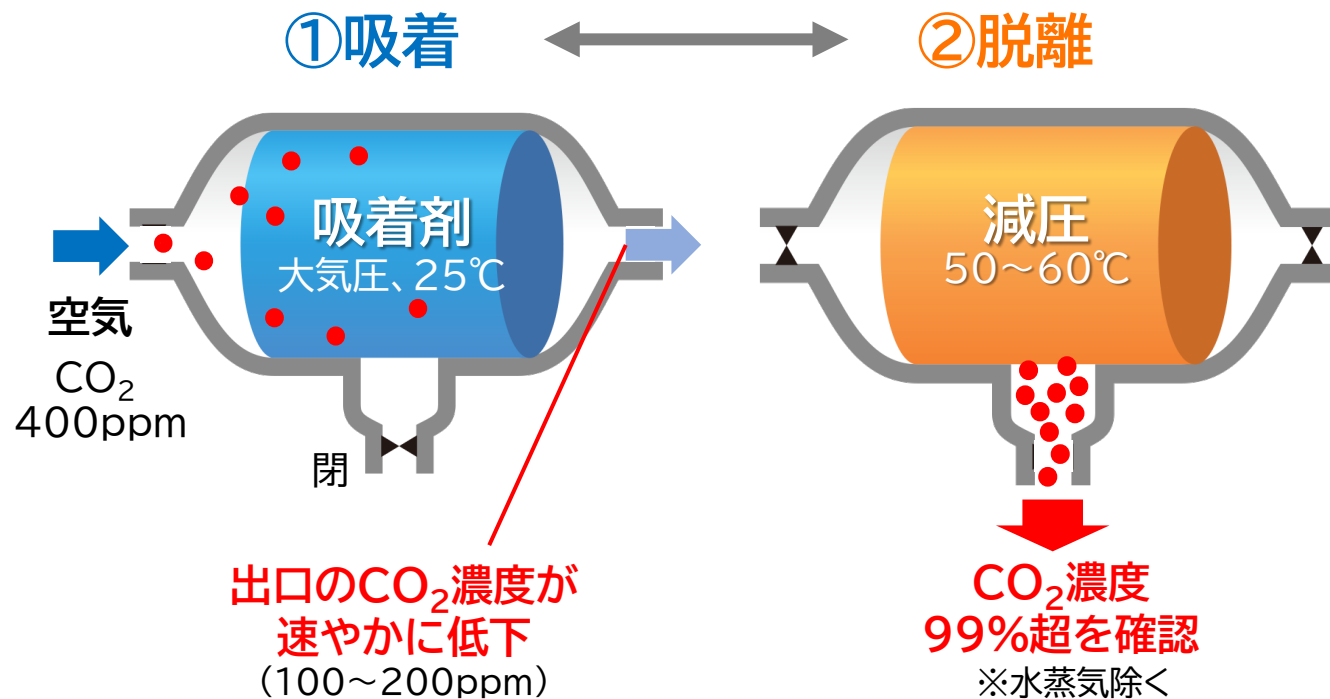 ①吸着
②脱離
吸着剤
大気圧、25℃
減圧
50～60℃
空気
CO₂
400ppm
閉
出口のCO₂濃度が
速やかに低下
(100～200ppm)
CO₂濃度
99%超を確認
※水蒸気除く